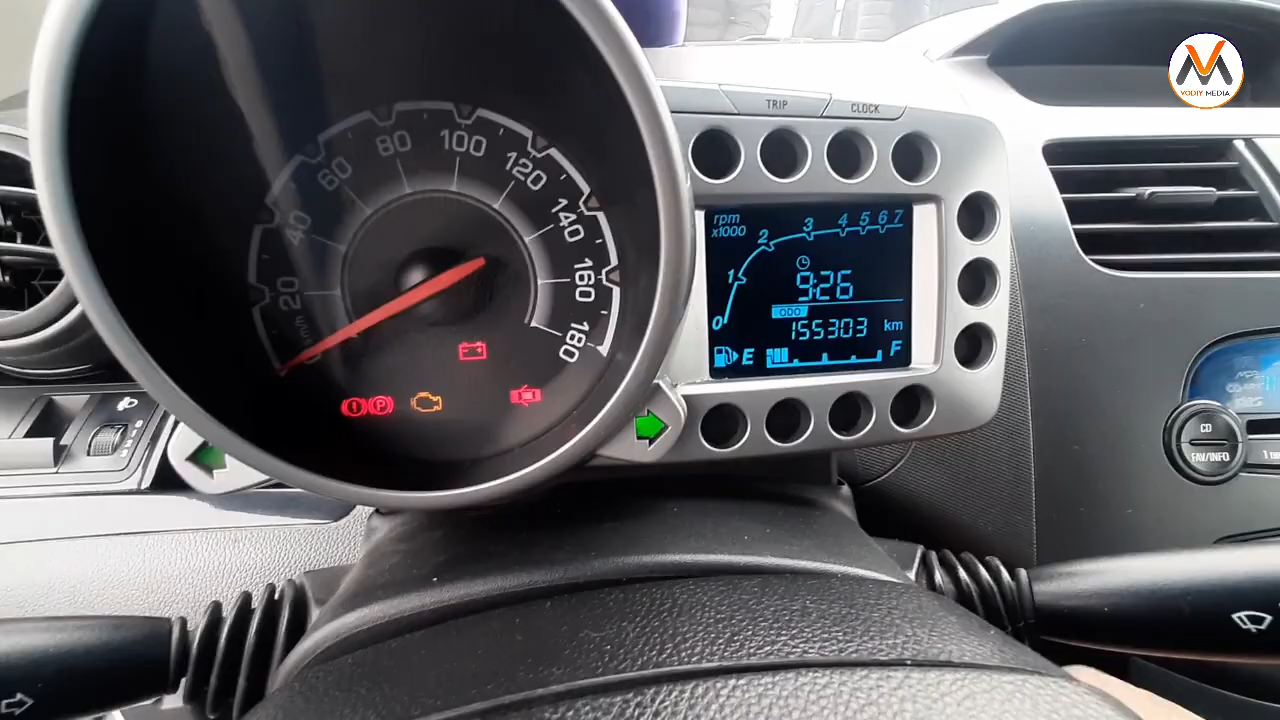 VODIY MEDIA
TRIP
CLOCK
20
40
60
80
100
120
140
160
180
km/h
rpm
x1000
0
1
2
3
4
5
6
7
9:26
ODO
155303 km
E
F
P
CD
FAV/INFO
1